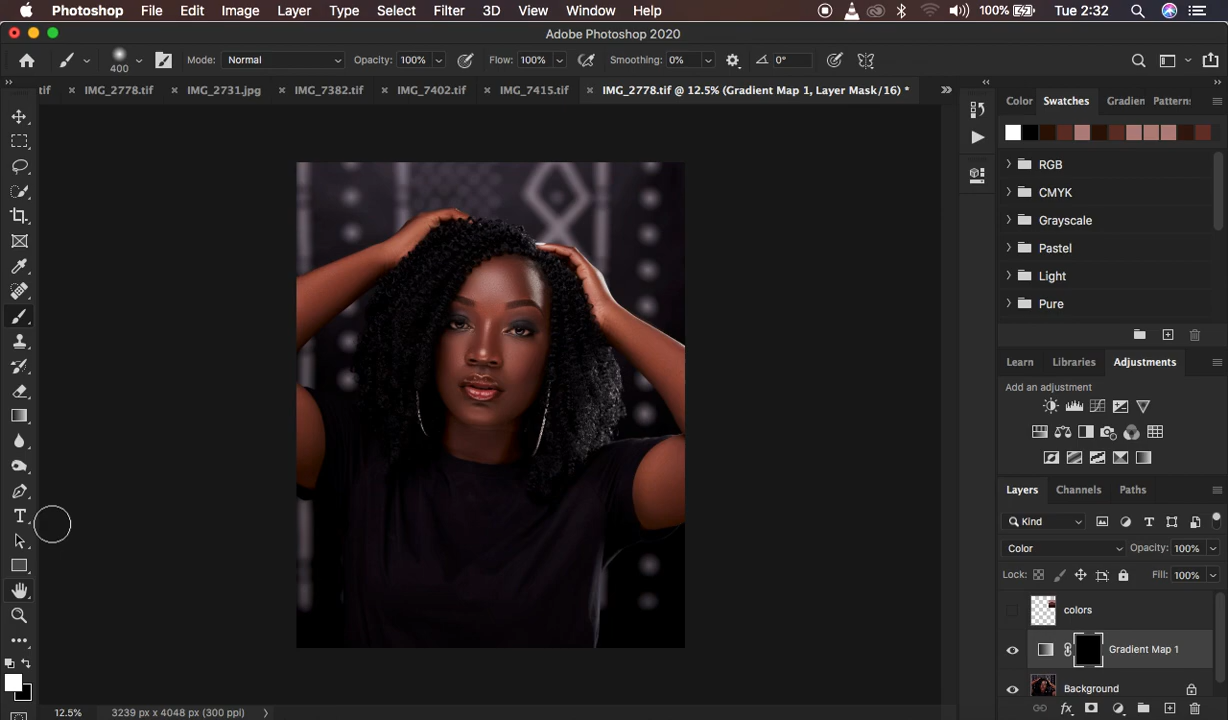 Photoshop File Edit Image Layer Type Select Filter 3D View Window Help 100% Tue 2:32
Adobe Photoshop 2020
400 Mode: Normal Opacity: 100% Flow: 100% Smoothing: 0% 0°
tif × IMG_2778.tif × IMG_2731.jpg × IMG_7382.tif × IMG_7402.tif × IMG_7415.tif × IMG_2778.tif @ 12.5% (Gradient Map 1, Layer Mask/16) *
Color Swatches Gradien Pattern
RGB
CMYK
Grayscale
Pastel
Light
Pure
Learn Libraries Adjustments
Add an adjustment
Layers Channels Paths
Kind
Color Opacity: 100%
Lock: Fill: 100%
colors
Gradient Map 1
Background
12.5% 3239 px x 4048 px (300 ppi)